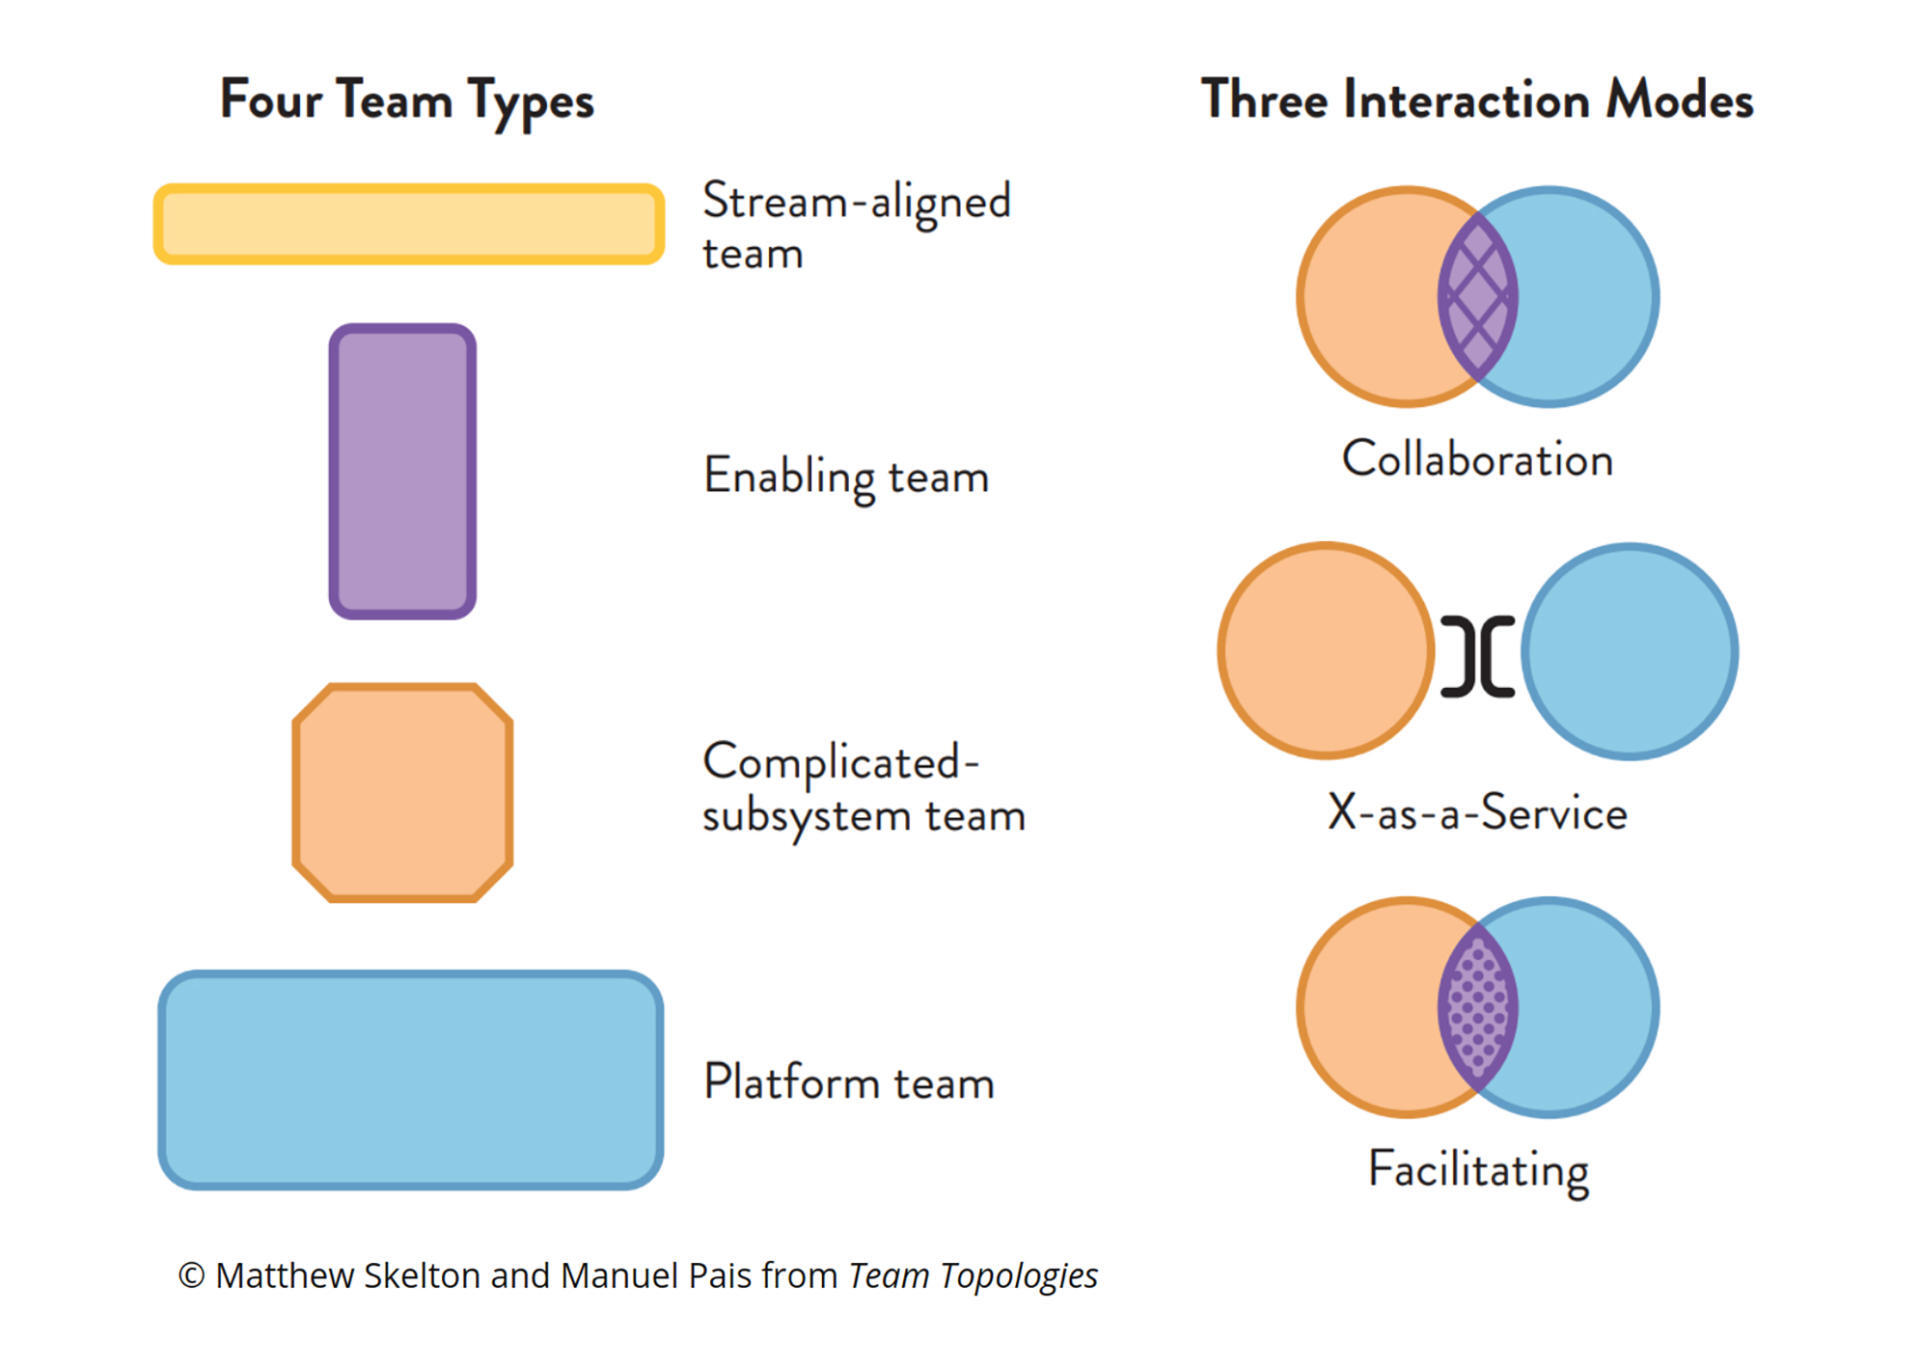 Four Team Types
Stream-aligned
team
Enabling team
Complicated-
subsystem team
Platform team
Three Interaction Modes
Collaboration
X-as-a-Service
Facilitating
© Matthew Skelton and Manuel Pais from Team Topologies